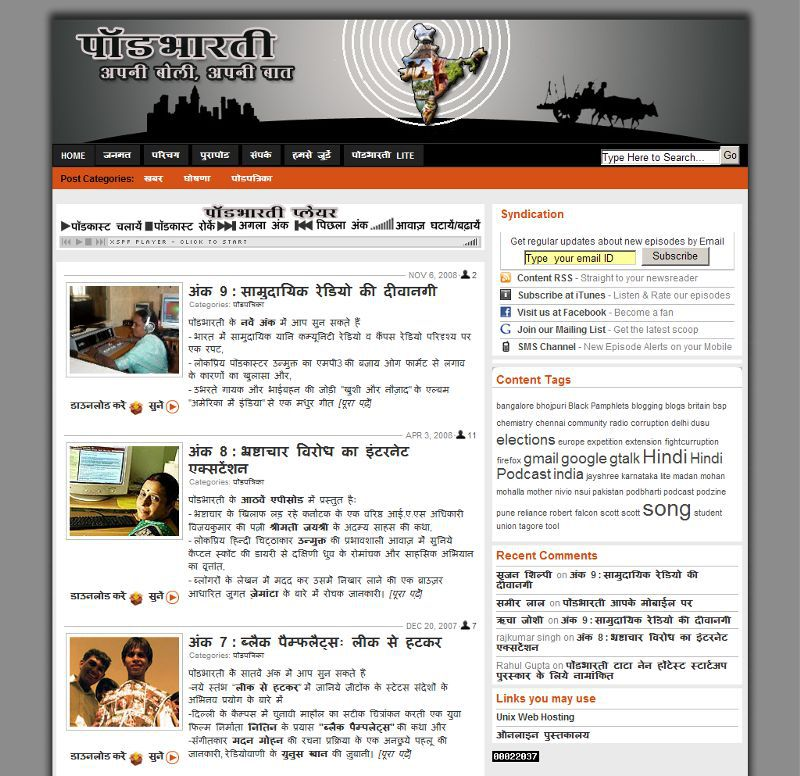 पॉडभारती
अपनी बोली, अपनी बात
HOME जनमत परिचय पुरापॉड संपर्क हमसे जुड़ें पॉडभारती LITE
Type Here to Search... Go
Post Categories: खबर घोषणा पॉडपत्रिका
पॉडभारती प्लेयर
पॉडकास्ट चलायें पॉडकास्ट रोकें अगला अंक पिछला अंक आवाज़ घटायें/बढ़ायें
XSPF PLAYER - CLICK TO START
NOV 6, 2008 2
अंक 9 : सामुदायिक रेडियो की दीवानगी
Categories: पॉडपत्रिका
पॉडभारती के नवें अंक में आप सुन सकते हैं
- भारत में सामुदायिक यानि कम्यूनिटी रेडियो व कैंपस रेडियो परिदृश्य पर
एक रपट,
- लोकप्रिय पॉडकास्टर उन्मुक्त का एमपी3 की बजाय ओग फार्मेट से लगाव
के कारणों का खुलासा और,
- उभरते गायक और भाईबहन की जोड़ी "खुशी और नौज़ाद" के एल्बम
"अमेरिका में इंडिया" से एक मधुर गीत [पूरा पढ़ें]
डाउनलोड करें सुनें
APR 3, 2008 11
अंक 8 : भ्रष्टाचार विरोध का इंटरनेट
एक्सटेंशन
Categories: पॉडपत्रिका
पॉडभारती के आठवें एपीसोड में प्रस्तुत है:
- भ्रष्टाचार के खिलाफ लड़ रहे कर्नाटक के एक वरिष्ठ आई.ए.एस अधिकारी
विजयकुमार की पत्नी श्रीमती जयश्री के अदम्य साहस की कथा,
- लोकप्रिय हिन्दी चिट्ठाकार उन्मुक्त की प्रभावशाली आवाज़ में सुनिये
कैप्टन स्कॉट की डायरी से दक्षिणी ध्रुव के रोमांचक और साहसिक अभियान
का वृत्तांत,
- ब्लॉगरों के लेखन में मदद कर उसमें निखार लाने की एक ब्राउज़र
आधारित जुगत ज़ेमांटा के बारे में रोचक जानकारी। [पूरा पढ़ें]
डाउनलोड करें सुनें
DEC 20, 2007 7
अंक 7 : ब्लैक पैम्फलैट्सः लीक से हटकर
Categories: पॉडपत्रिका
पॉडभारती के सातवें अंक में आप सुन सकते हैं
-नये स्तंभ "लीक से हटकर" में जानिये जीटॉक के स्टेटस संदेशों के
अभिनव प्रयोग के बारे में
-दिल्ली के कैम्पस में चुनावी माहौल का सटीक चित्रांकन करती एक युवा
फिल्म निर्माता नितिन के प्रयास "ब्लैक पैम्पलेट्स" की कथा और
-संगीतकार मदन मोहन की रचना प्रक्रिया के एक अनछुये पहलू की
जानकारी, रेडियोवाणी के युनुस खान की जुबानी। [पूरा पढ़ें]
डाउनलोड करें सुनें
Syndication
Get regular updates about new episodes by Email
Type your email ID Subscribe
Content RSS - Straight to your newsreader
Subscribe at iTunes - Listen & Rate our episodes
Visit us at Facebook - Become a fan
Join our Mailing List - Get the latest scoop
SMS Channel - New Episode Alerts on your Mobile
Content Tags
bangalore bhojpuri Black Pamphlets blogging blogs britain bsp
chemistry chennai community radio corruption delhi dusu
elections europe expetition extension fightcurruption
firefox gmail google gtalk Hindi Hindi
Podcast india jayshree karnataka lite madan mohan
mohalla mother nivio nsui pakistan podbharti podcast podzine
pune reliance robert falcon scott scott song student
union tagore tool
Recent Comments
सृजन शिल्पी on अंक 9 : सामुदायिक रेडियो की
दीवानगी
समीर लाल on पॉडभारती आपके मोबाईल पर
ऋचा जोशी on अंक 9 : सामुदायिक रेडियो की दीवानगी
rajkumar singh on अंक 8 : भ्रष्टाचार विरोध का इंटरनेट
एक्सटेंशन
Rahul Gupta on पॉडभारती टाटा नेन हॉटेस्ट स्टार्टअप
पुरस्कार के लिये नामांकित
Links you may use
Unix Web Hosting
ऑनलाइन पुस्तकालय
00022037